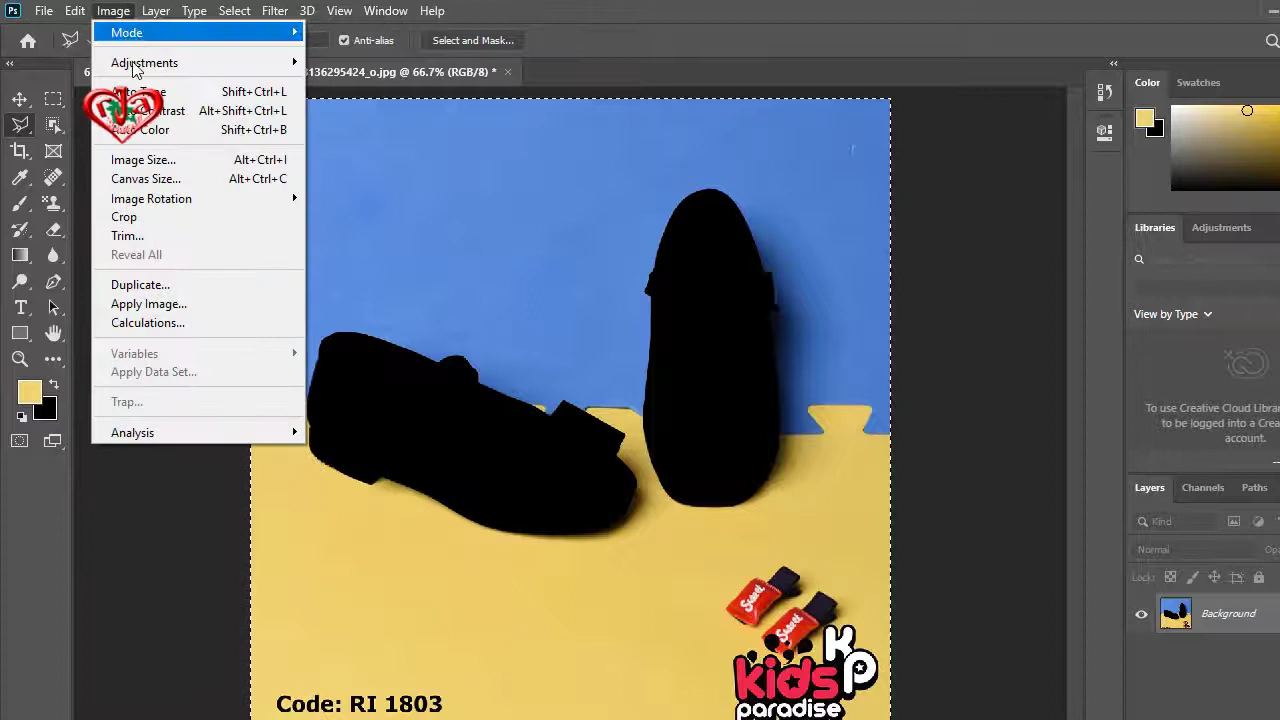 Ps File Edit Image Layer Type Select Filter 3D View Window Help
Anti-alias Select and Mask...
136295424_o.jpg @ 66.7% (RGB/8) * ×
Mode
Adjustments
Shift+Ctrl+L
Alt+Shift+Ctrl+L
Auto Color Shift+Ctrl+B
Image Size... Alt+Ctrl+I
Canvas Size... Alt+Ctrl+C
Image Rotation
Crop
Trim...
Reveal All
Duplicate...
Apply Image...
Calculations...
Variables
Apply Data Set...
Trap...
Analysis
Color Swatches
Libraries Adjustments
View by Type
To use Creative Cloud
to be logged into a
account.
Layers Channels Paths
Kind
Normal
Lock:
Background
Sweet
Sweet
KP
kids
paradise
Code: RI 1803